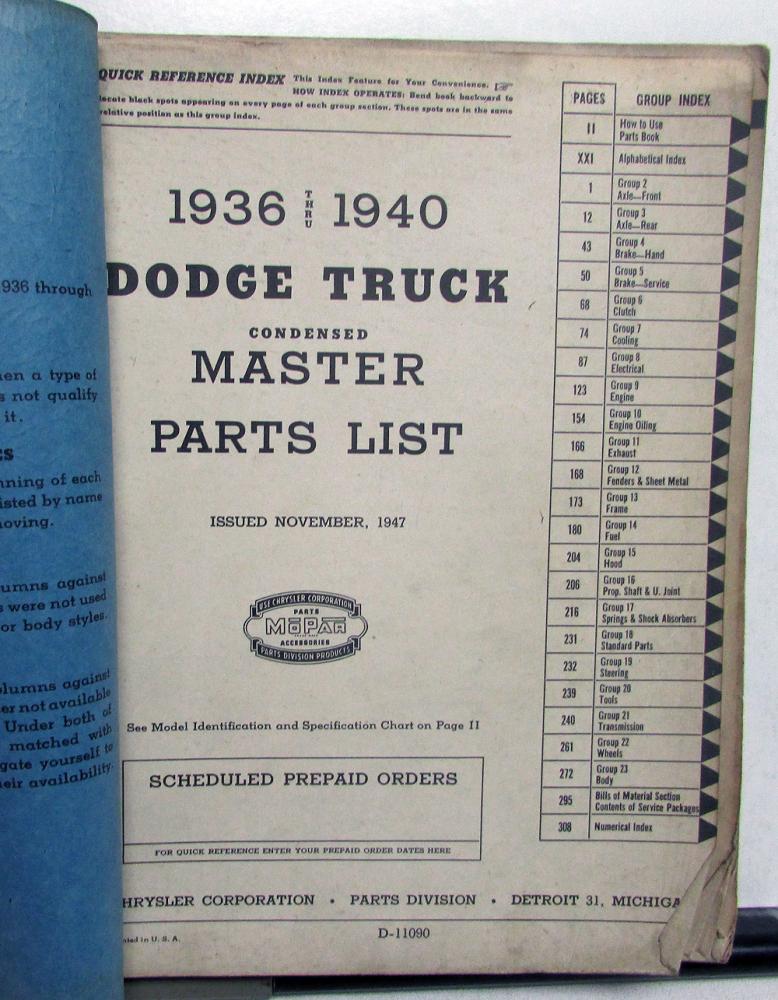 936 through
en a type of
s not qualify
it.
nning of each
isted by name
oving.
umns against
s were not used
or body styles.
lumns against
er not available
Under both of
matched with
gate yourself to
eir availability.
QUICK REFERENCE INDEX This Index Feature for Your Convenience.
HOW INDEX OPERATES: Bend book backward to
locate black spots appearing on every page of each group section. These spots are in the same
relative position as this group index.
1936 THRU 1940
DODGE TRUCK
CONDENSED
MASTER
PARTS LIST
ISSUED NOVEMBER, 1947
USE CHRYSLER CORPORATION
PARTS
MOPAR
ACCESSORIES
PARTS DIVISION PRODUCTS
See Model Identification and Specification Chart on Page II
SCHEDULED PREPAID ORDERS
FOR QUICK REFERENCE ENTER YOUR PREPAID ORDER DATES HERE
HRYSLER CORPORATION • PARTS DIVISION • DETROIT 31, MICHIGA
D-11090
nted in U. S. A.
PAGES GROUP INDEX
II How to Use
Parts Book
XXI Alphabetical Index
1 Group 2
Axle—Front
12 Group 3
Axle—Rear
43 Group 4
Brake—Hand
50 Group 5
Brake—Service
68 Group 6
Clutch
74 Group 7
Cooling
87 Group 8
Electrical
123 Group 9
Engine
154 Group 10
Engine Oiling
166 Group 11
Exhaust
168 Group 12
Fenders & Sheet Metal
173 Group 13
Frame
180 Group 14
Fuel
204 Group 15
Hood
206 Group 16
Prop. Shaft & U. Joint
216 Group 17
Springs & Shock Absorbers
231 Group 18
Standard Parts
232 Group 19
Steering
239 Group 20
Tools
240 Group 21
Transmission
261 Group 22
Wheels
272 Group 23
Body
295 Bills of Material Section
Contents of Service Packages
308 Numerical Index